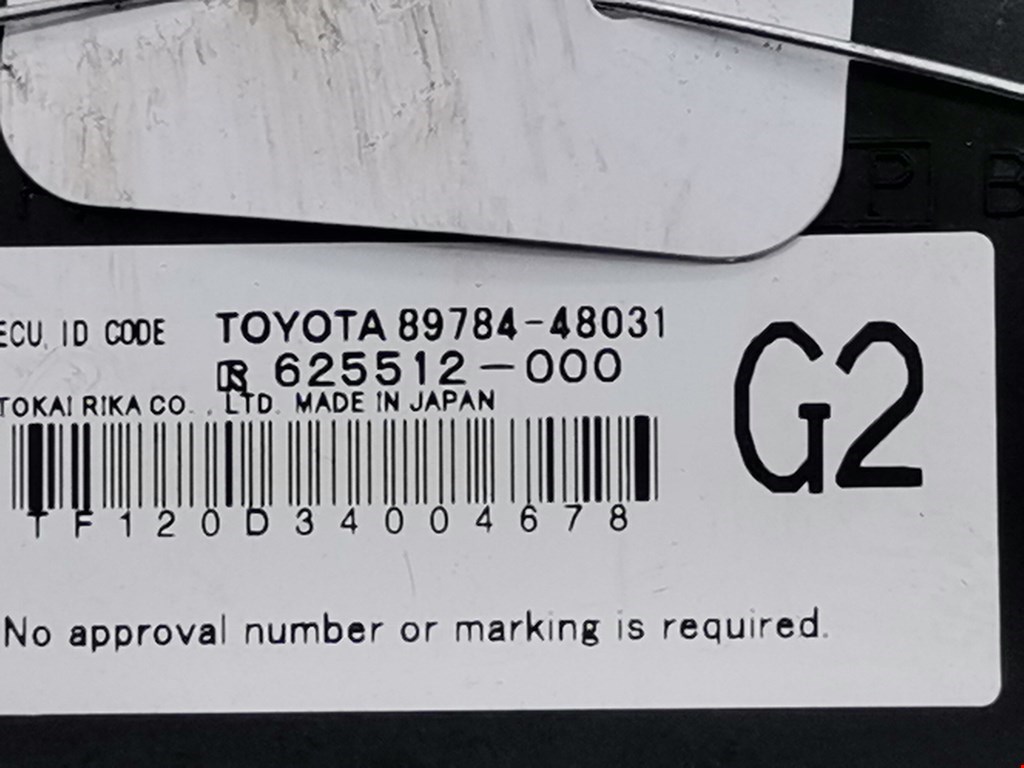 P B
ECU, ID CODE TOYOTA 89784-48031
625512-000
TOKAI RIKA CO., LTD. MADE IN JAPAN
G2
TF120D34004678
No approval number or marking is required.